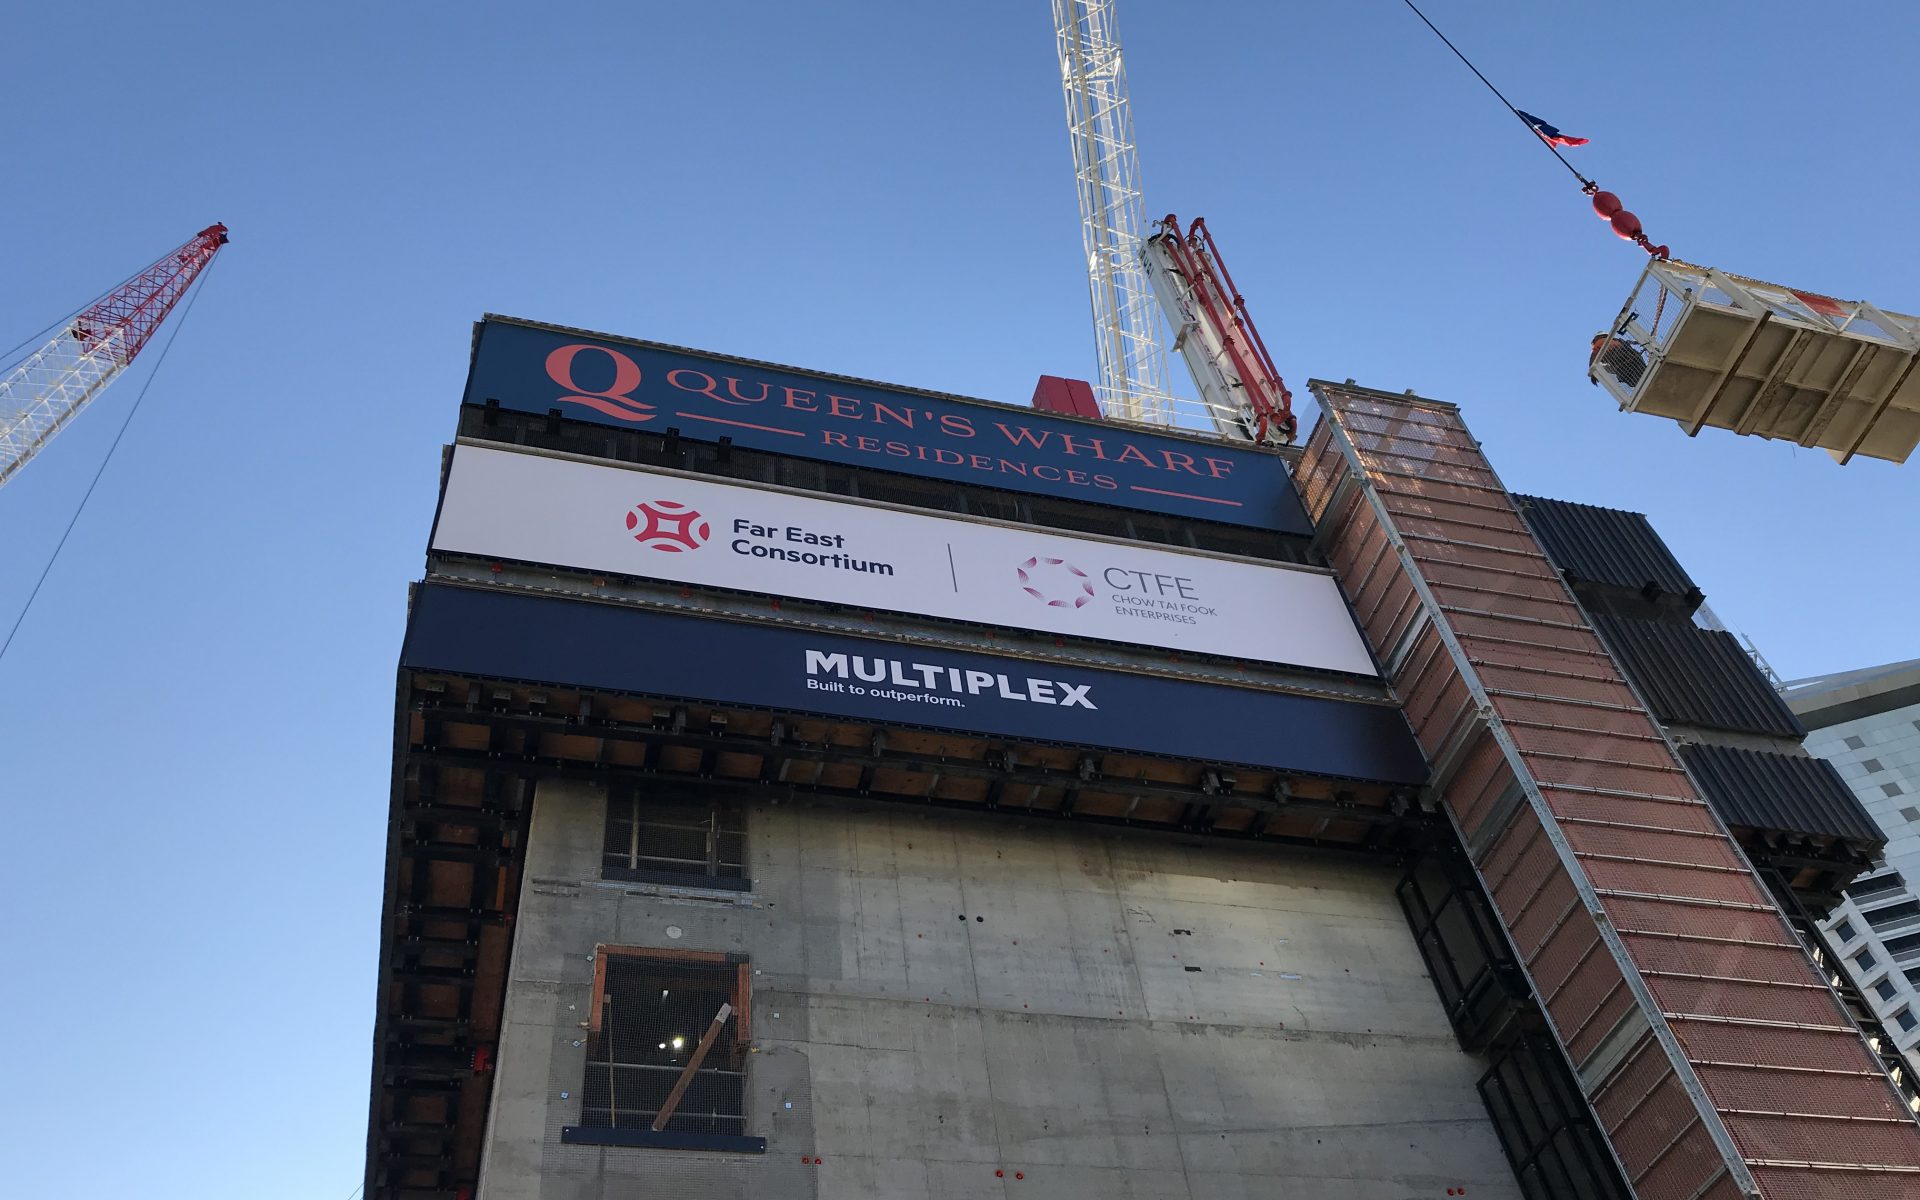 Q QUEEN'S WHARF
RESIDENCES
Far East
Consortium
CTFE
CHOW TAI FOOK
ENTERPRISES
MULTIPLEX
Built to outperform.